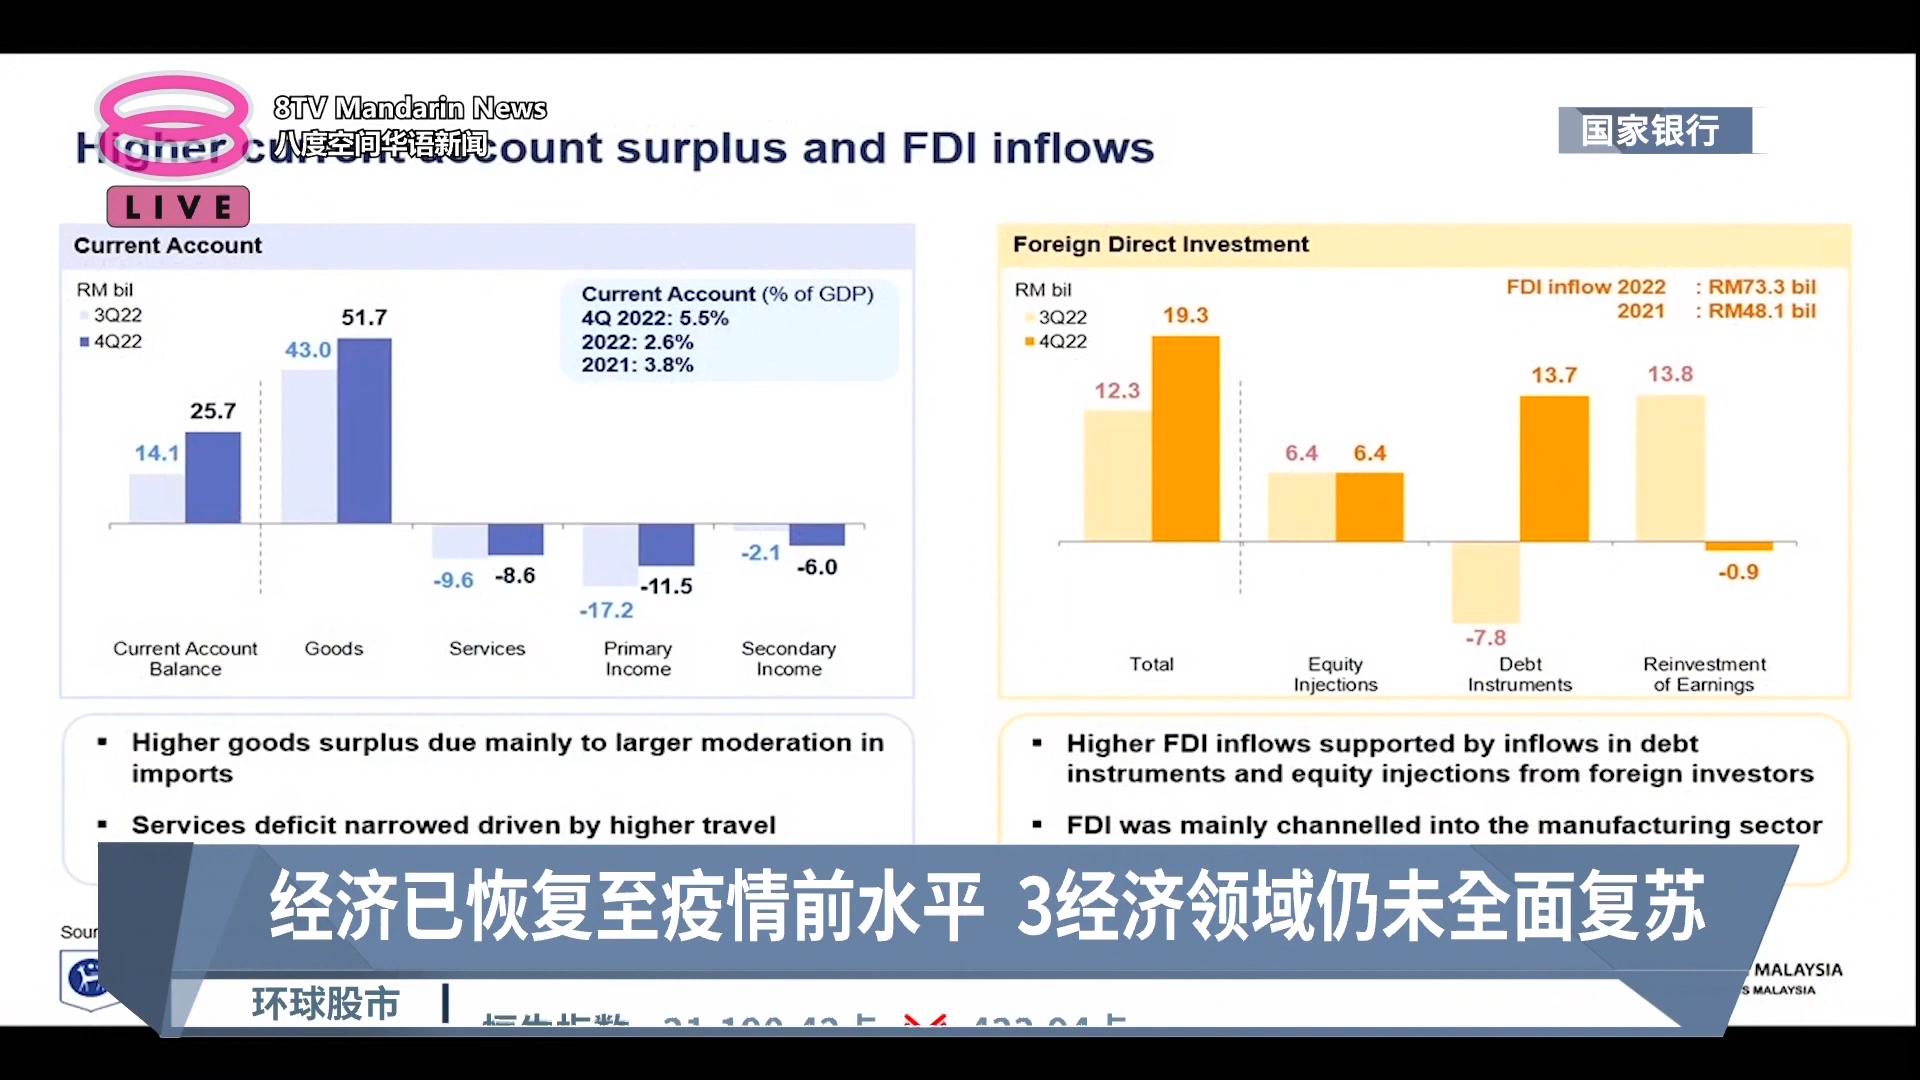 8TV Mandarin News
八度空间华语新闻
LIVE
国家银行
Higher current account surplus and FDI inflows
Current Account
RM bil
3Q22
4Q22
Current Account (% of GDP)
4Q 2022: 5.5%
2022: 2.6%
2021: 3.8%
14.1
25.7
43.0
51.7
-9.6
-8.6
-17.2
-11.5
-2.1
-6.0
Current Account
Balance
Goods
Services
Primary
Income
Secondary
Income
Higher goods surplus due mainly to larger moderation in
imports
Services deficit narrowed driven by higher travel
Foreign Direct Investment
RM bil
3Q22
4Q22
FDI inflow 2022 : RM73.3 bil
2021 : RM48.1 bil
12.3
19.3
6.4
6.4
-7.8
13.7
13.8
-0.9
Total
Equity
Injections
Debt
Instruments
Reinvestment
of Earnings
Higher FDI inflows supported by inflows in debt
instruments and equity injections from foreign investors
FDI was mainly channelled into the manufacturing sector
经济已恢复至疫情前水平 3经济领域仍未全面复苏
Sour
MALAYSIA
S MALAYSIA
环球股市